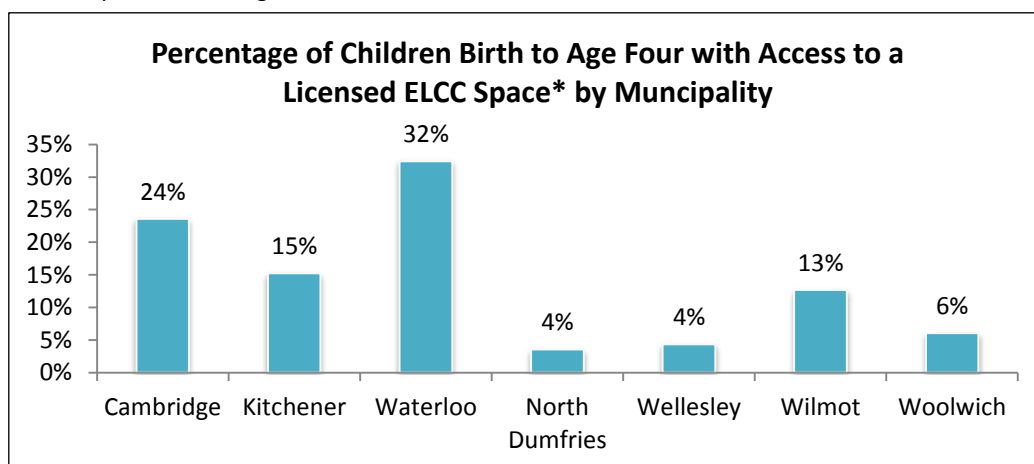 Percentage of Children Birth to Age Four with Access to a
Licensed ELCC Space* by Muncipality
35%
30%
25%
20%
15%
10%
5%
0%
24%
15%
32%
4%
4%
13%
6%
Cambridge
Kitchener
Waterloo
North
Dumfries
Wellesley
Wilmot
Woolwich